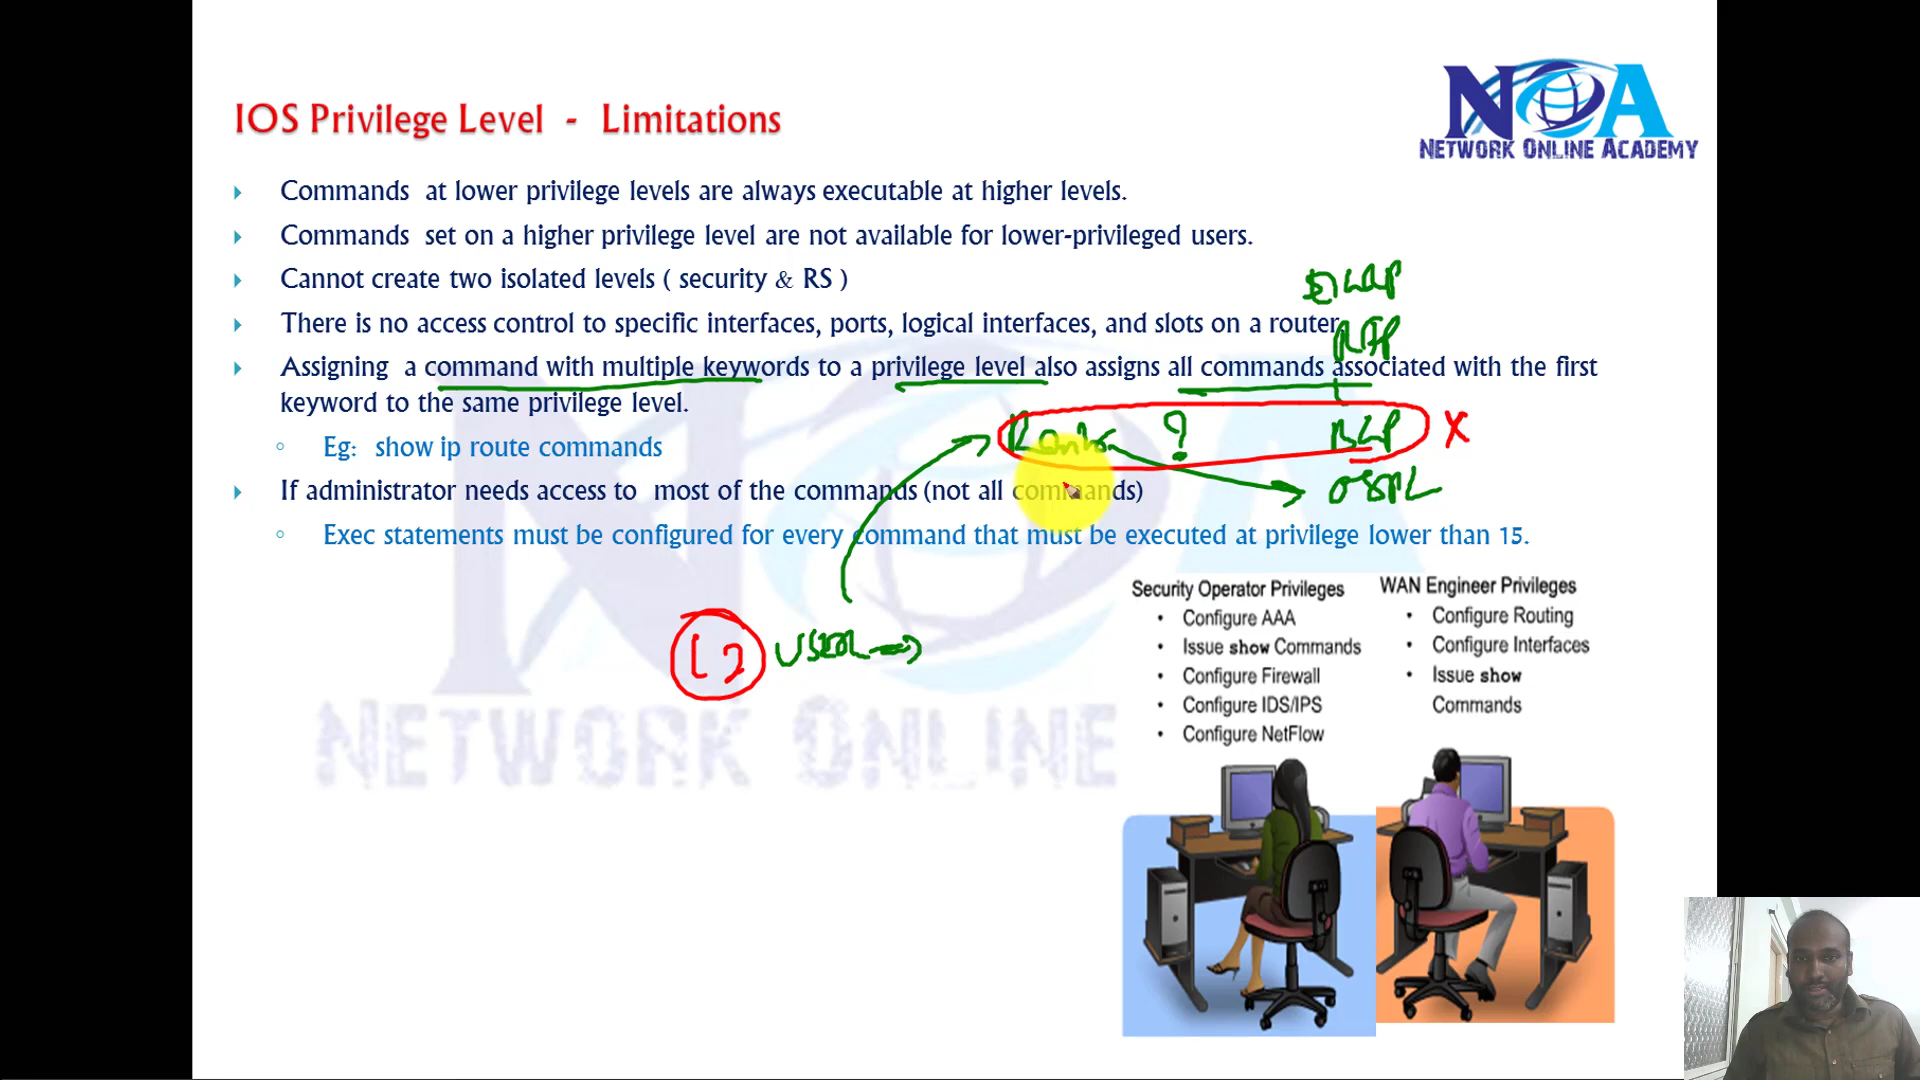 NOA
NETWORK ONLINE ACADEMY
IOS Privilege Level - Limitations
Commands at lower privilege levels are always executable at higher levels.
Commands set on a higher privilege level are not available for lower-privileged users.
Cannot create two isolated levels ( security & RS )
There is no access control to specific interfaces, ports, logical interfaces, and slots on a router.
Assigning a command with multiple keywords to a privilege level also assigns all commands associated with the first
keyword to the same privilege level.
Eg: show ip route commands
If administrator needs access to most of the commands (not all commands)
Exec statements must be configured for every command that must be executed at privilege lower than 15.
?
X
USER
Security Operator Privileges
• Configure AAA
• Issue show Commands
• Configure Firewall
• Configure IDS/IPS
• Configure NetFlow
WAN Engineer Privileges
• Configure Routing
• Configure Interfaces
• Issue show
Commands
NETWORK ONLINE